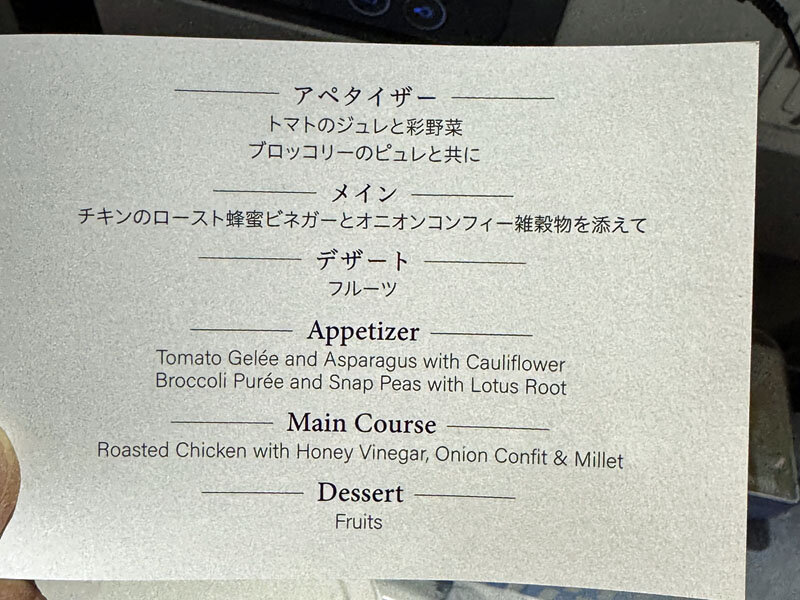 アペタイザー
トマトのジュレと彩野菜
ブロッコリーのピュレと共に
メイン
チキンのロースト蜂蜜ビネガーとオニオンコンフィー雑穀物を添えて
デザート
フルーツ
Appetizer
Tomato Gelée and Asparagus with Cauliflower
Broccoli Purée and Snap Peas with Lotus Root
Main Course
Roasted Chicken with Honey Vinegar, Onion Confit & Millet
Dessert
Fruits